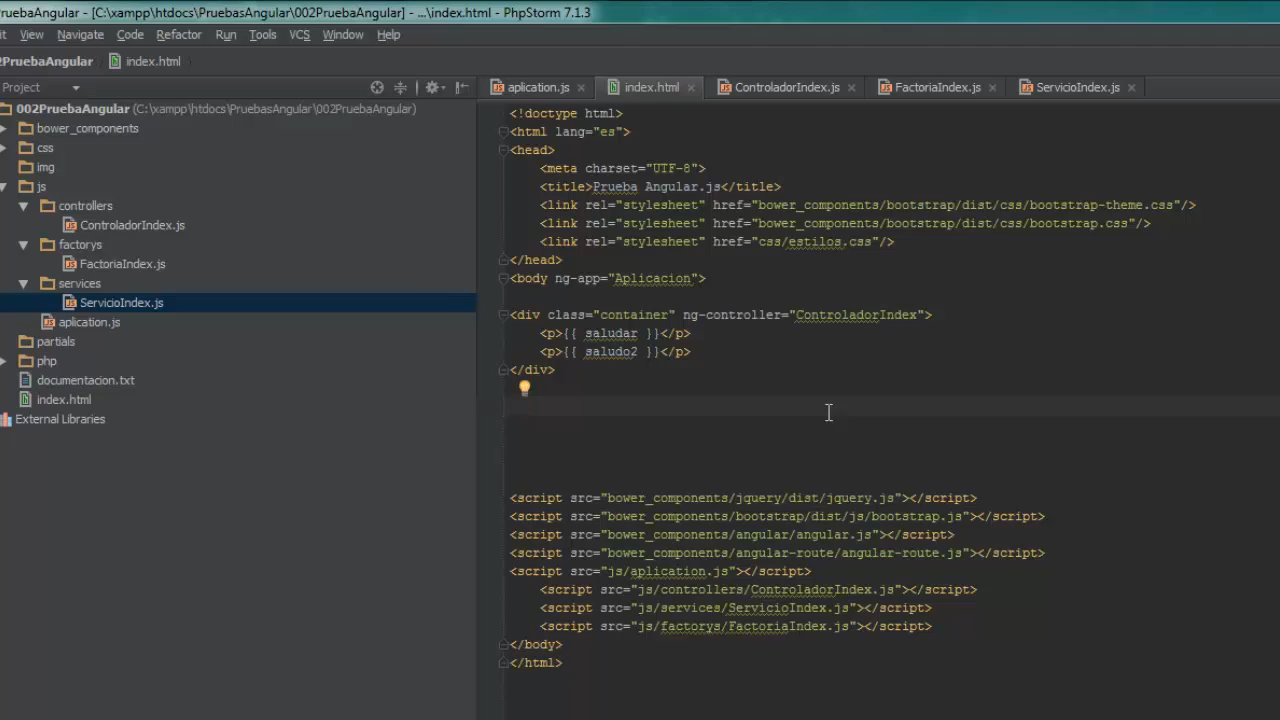 PruebaAngular - [C:\xampp\htdocs\PruebasAngular\002PruebaAngular] - ...\index.html - PhpStorm 7.1.3
it View Navigate Code Refactor Run Tools VCS Window Help
2PruebaAngular index.html
Project
aplication.js index.html ControladorIndex.js FactoriaIndex.js ServicioIndex.js
002PruebaAngular (C:\xampp\htdocs\PruebasAngular\002PruebaAngular)
bower_components
css
img
js
controllers
ControladorIndex.js
factorys
FactoriaIndex.js
services
ServicioIndex.js
aplication.js
partials
php
documentacion.txt
index.html
External Libraries
<!doctype html>
<html lang="es">
<head>
<meta charset="UTF-8">
<title>Prueba Angular.js</title>
<link rel="stylesheet" href="bower_components/bootstrap/dist/css/bootstrap-theme.css"/>
<link rel="stylesheet" href="bower_components/bootstrap/dist/css/bootstrap.css"/>
<link rel="stylesheet" href="css/estilos.css"/>
</head>
<body ng-app="Aplicacion">
<div class="container" ng-controller="ControladorIndex">
<p>{{ saludar }}</p>
<p>{{ saludo2 }}</p>
</div>
<script src="bower_components/jquery/dist/jquery.js"></script>
<script src="bower_components/bootstrap/dist/js/bootstrap.js"></script>
<script src="bower_components/angular/angular.js"></script>
<script src="bower_components/angular-route/angular-route.js"></script>
<script src="js/aplication.js"></script>
<script src="js/controllers/ControladorIndex.js"></script>
<script src="js/services/ServicioIndex.js"></script>
<script src="js/factorys/FactoriaIndex.js"></script>
</body>
</html>